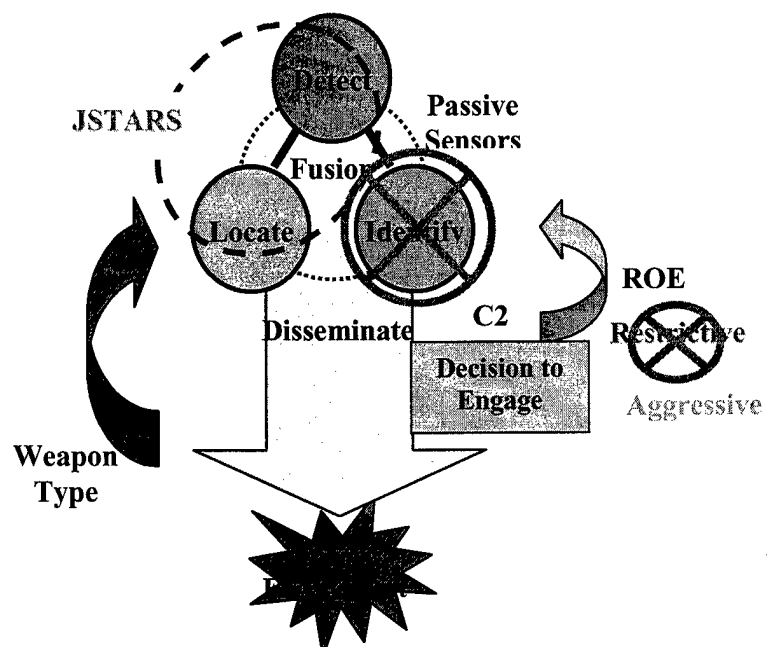 Detect
JSTARS
Passive
Sensors
Fusion
Locate
Identify
ROE
Disseminate
C2
Restrictive
Decision to
Engage
Aggressive
Weapon
Type